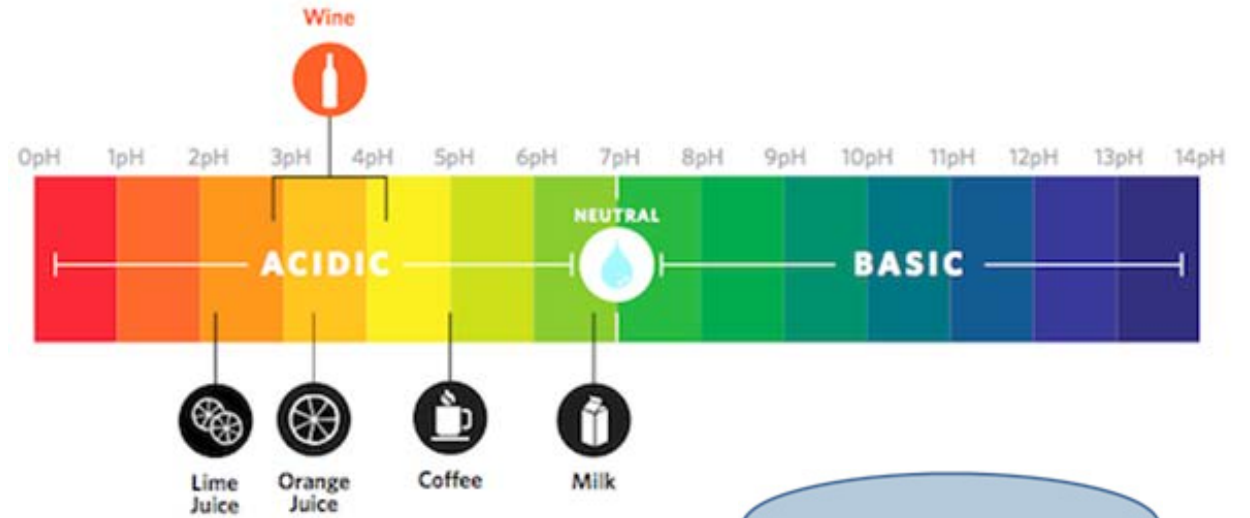 Wine
0pH 1pH 2pH 3pH 4pH 5pH 6pH 7pH 8pH 9pH 10pH 11pH 12pH 13pH 14pH
NEUTRAL
ACIDIC BASIC
Lime Juice
Orange Juice
Coffee
Milk